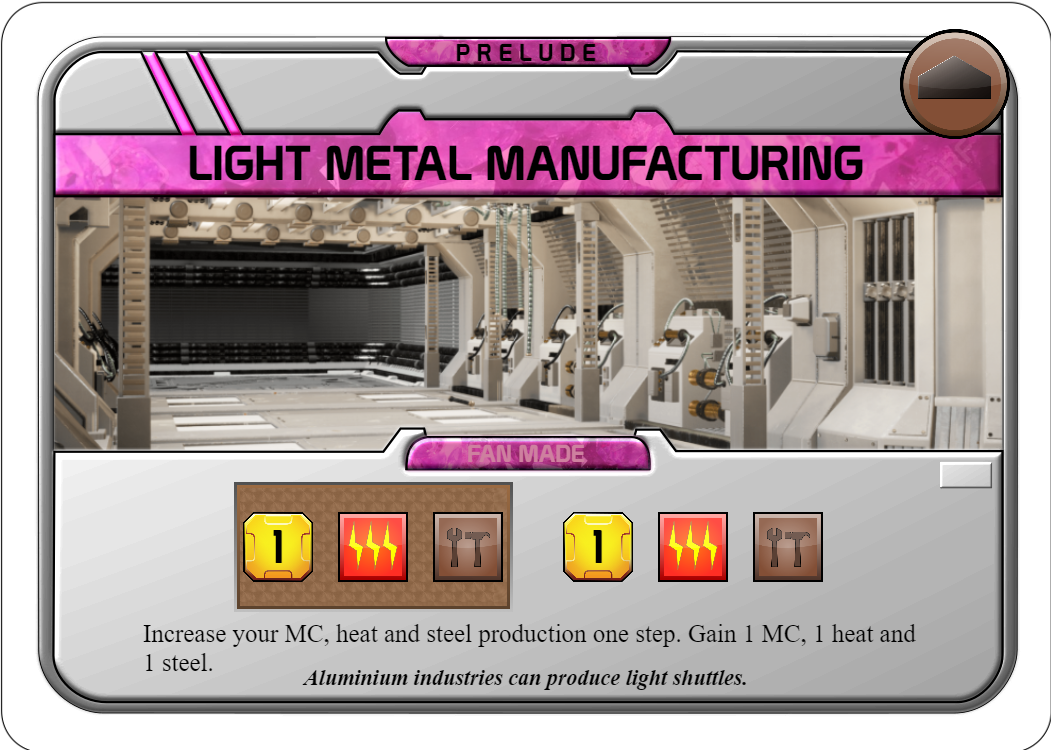 PRELUDE
LIGHT METAL MANUFACTURING
FAN MADE
1 1
Increase your MC, heat and steel production one step. Gain 1 MC, 1 heat and
1 steel.
Aluminium industries can produce light shuttles.